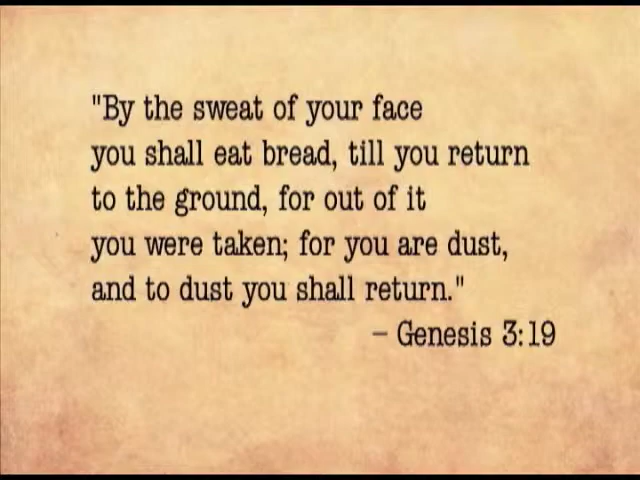 "By the sweat of your face
you shall eat bread, till you return
to the ground, for out of it
you were taken; for you are dust,
and to dust you shall return."
– Genesis 3:19